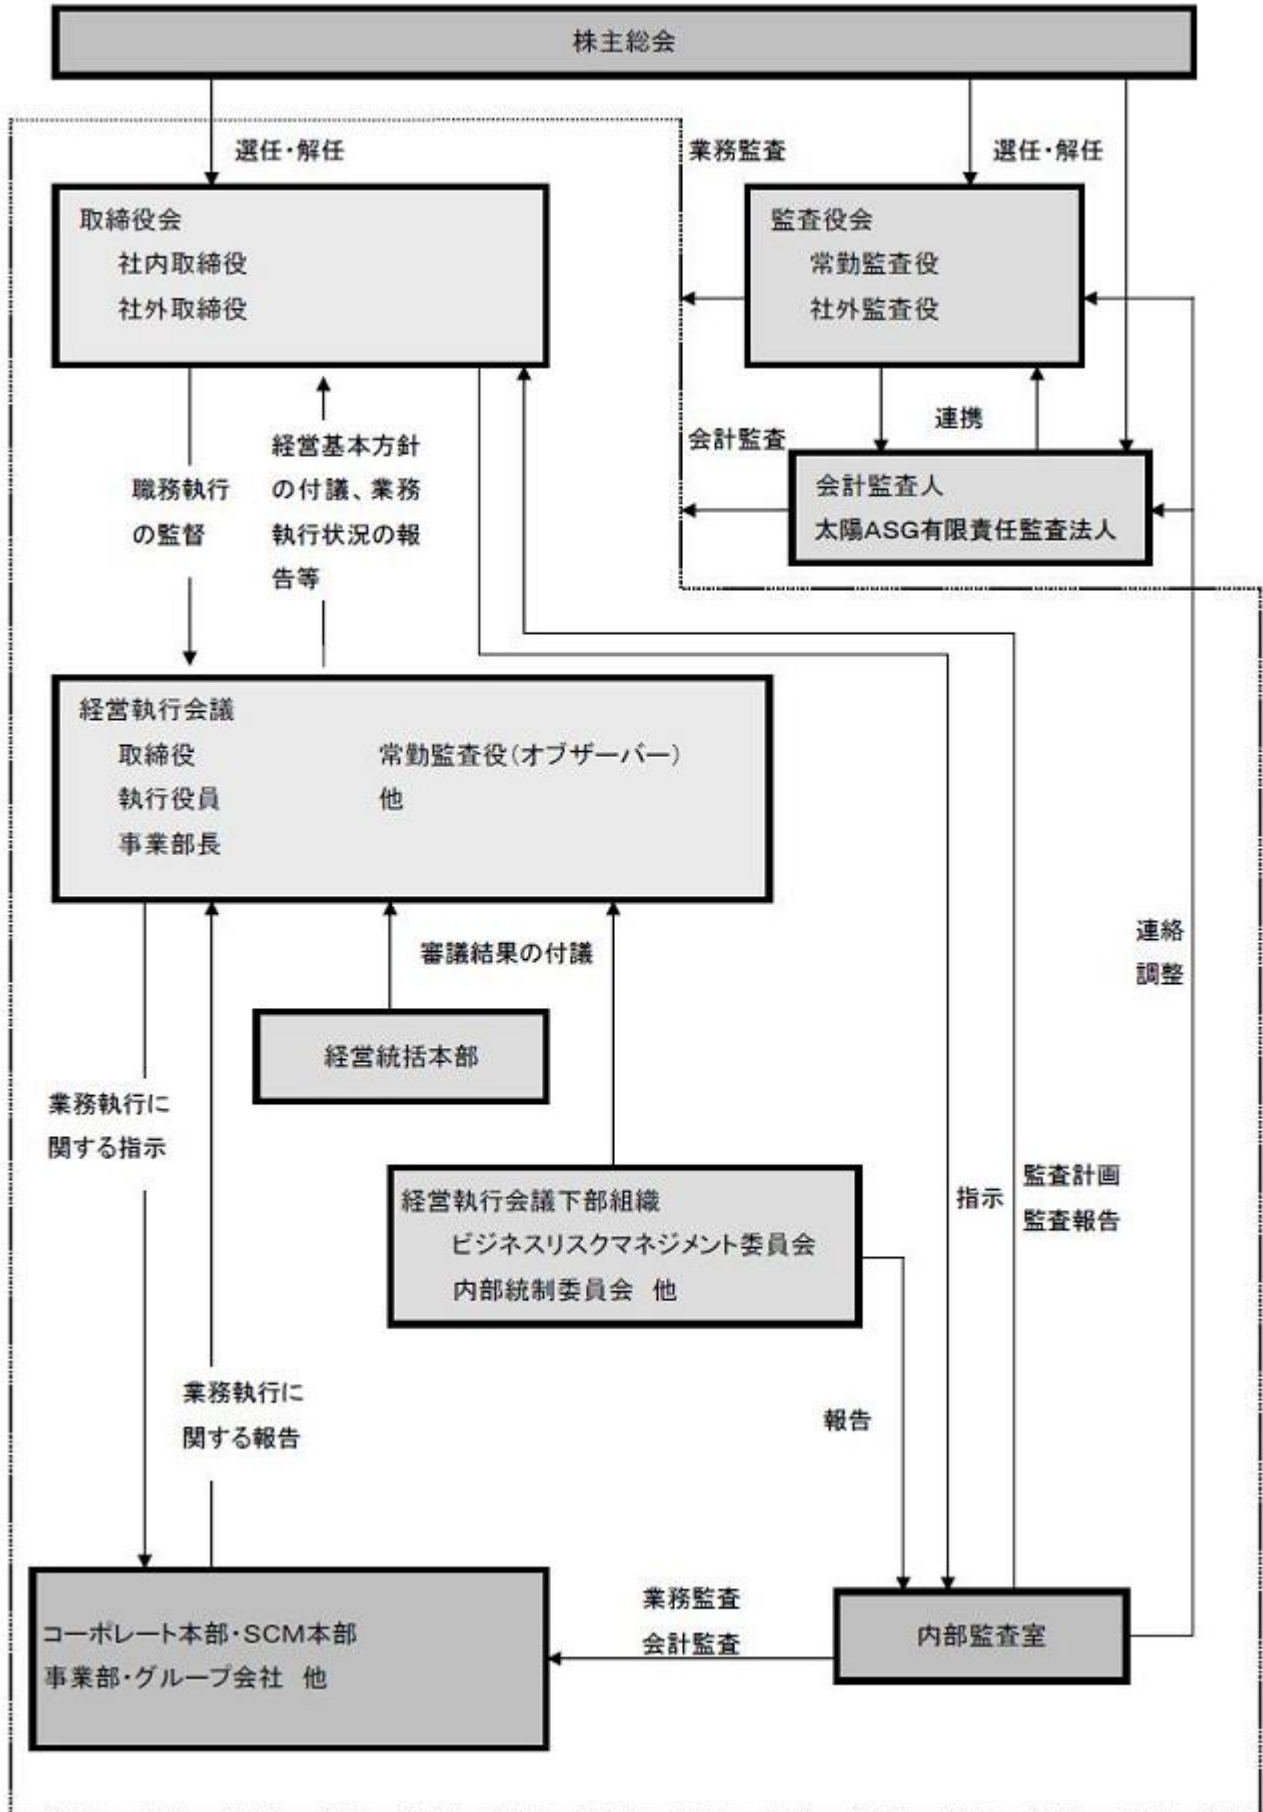 株主総会
選任・解任
業務監査
選任・解任
取締役会
社内取締役
社外取締役
監査役会
常勤監査役
社外監査役
連携
会計監査
会計監査人
太陽ASG有限責任監査法人
職務執行
の監督
経営基本方針
の付議、業務
執行状況の報
告等
経営執行会議
取締役
執行役員
事業部長
常勤監査役(オブザーバー)
他
審議結果の付議
連絡
調整
経営統括本部
業務執行に
関する指示
経営執行会議下部組織
ビジネスリスクマネジメント委員会
内部統制委員会 他
指示
監査計画
監査報告
業務執行に
関する報告
報告
コーポレート本部・SCM本部
事業部・グループ会社 他
業務監査
会計監査
内部監査室